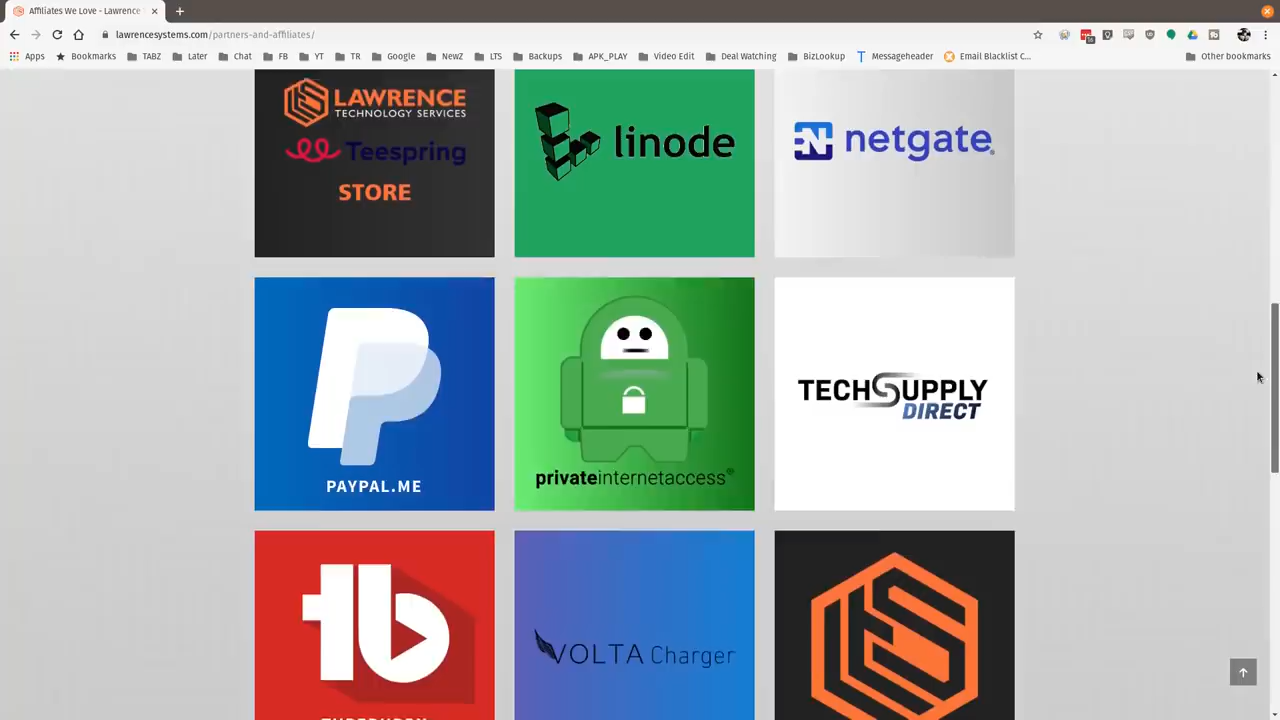 Affiliates We Love - Lawrence
lawrencesystems.com/partners-and-affiliates/
Apps Bookmarks TABZ Later Chat FB YT TR Google NewZ LTS Backups APK_PLAY Video Edit Deal Watching BizLookup Messageheader Email Blacklist C... Other bookmarks
LAWRENCE
TECHNOLOGY SERVICES
Teespring
STORE
linode
netgate
PAYPAL.ME
privateinternetaccess®
TECHSUPPLY
DIRECT
tb
VOLTA Charger